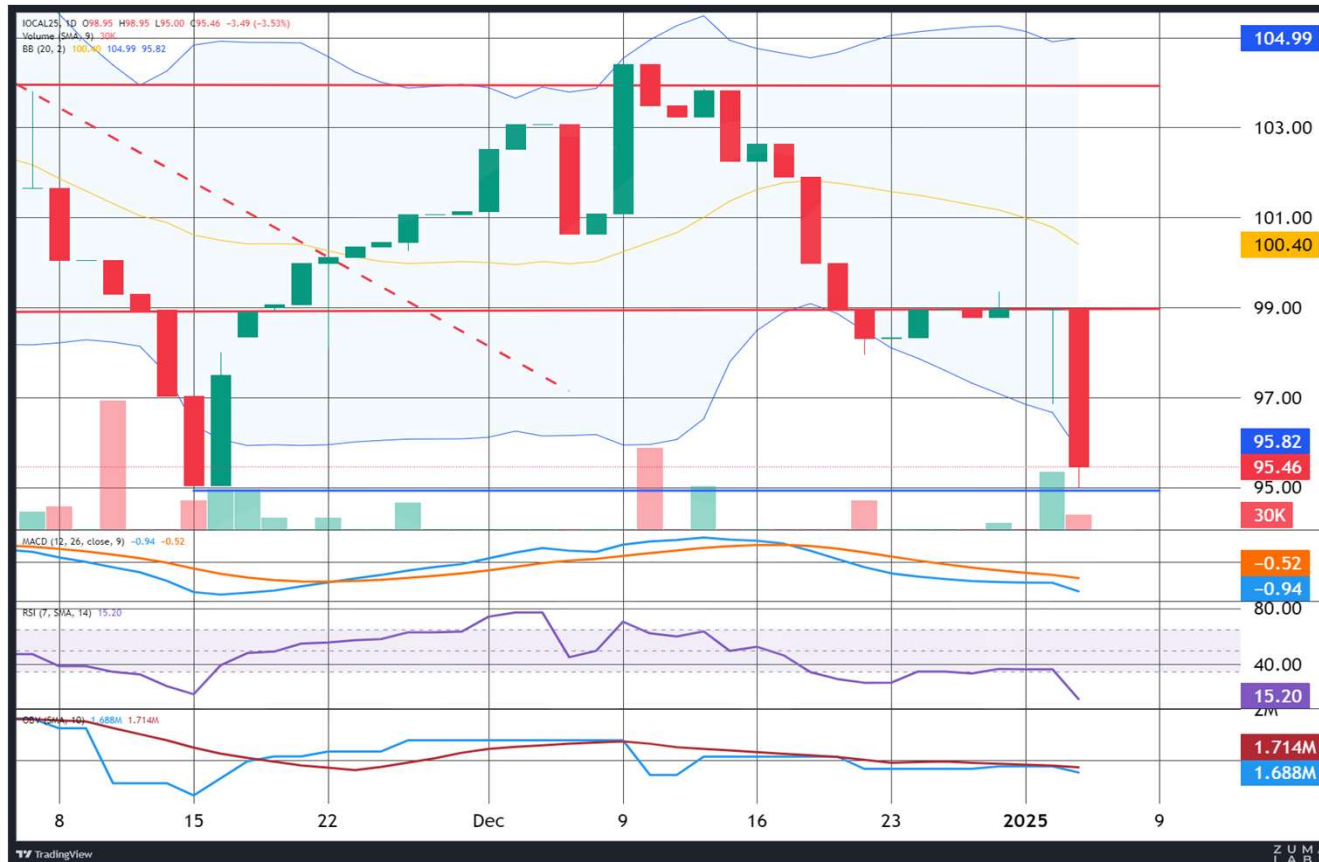 IOCAL25, 1D O98.95 H98.95 L95.00 C95.46 −3.49 (−3.53%)
Volume (SMA, 9) 30K
BB (20, 2) 100.40 104.99 95.82
104.99
103.00
101.00
100.40
99.00
97.00
95.82
95.46
95.00
30K
MACD (12, 26, close, 9) −0.94 −0.52
−0.52
−0.94
RSI (7, SMA, 14) 15.20
80.00
40.00
15.20
OBV (SMA, 10) 1.688M 1.714M
2M
1.714M
1.688M
8 15 22 Dec 9 16 23 2025 9
TradingView
ZUMA
LAB